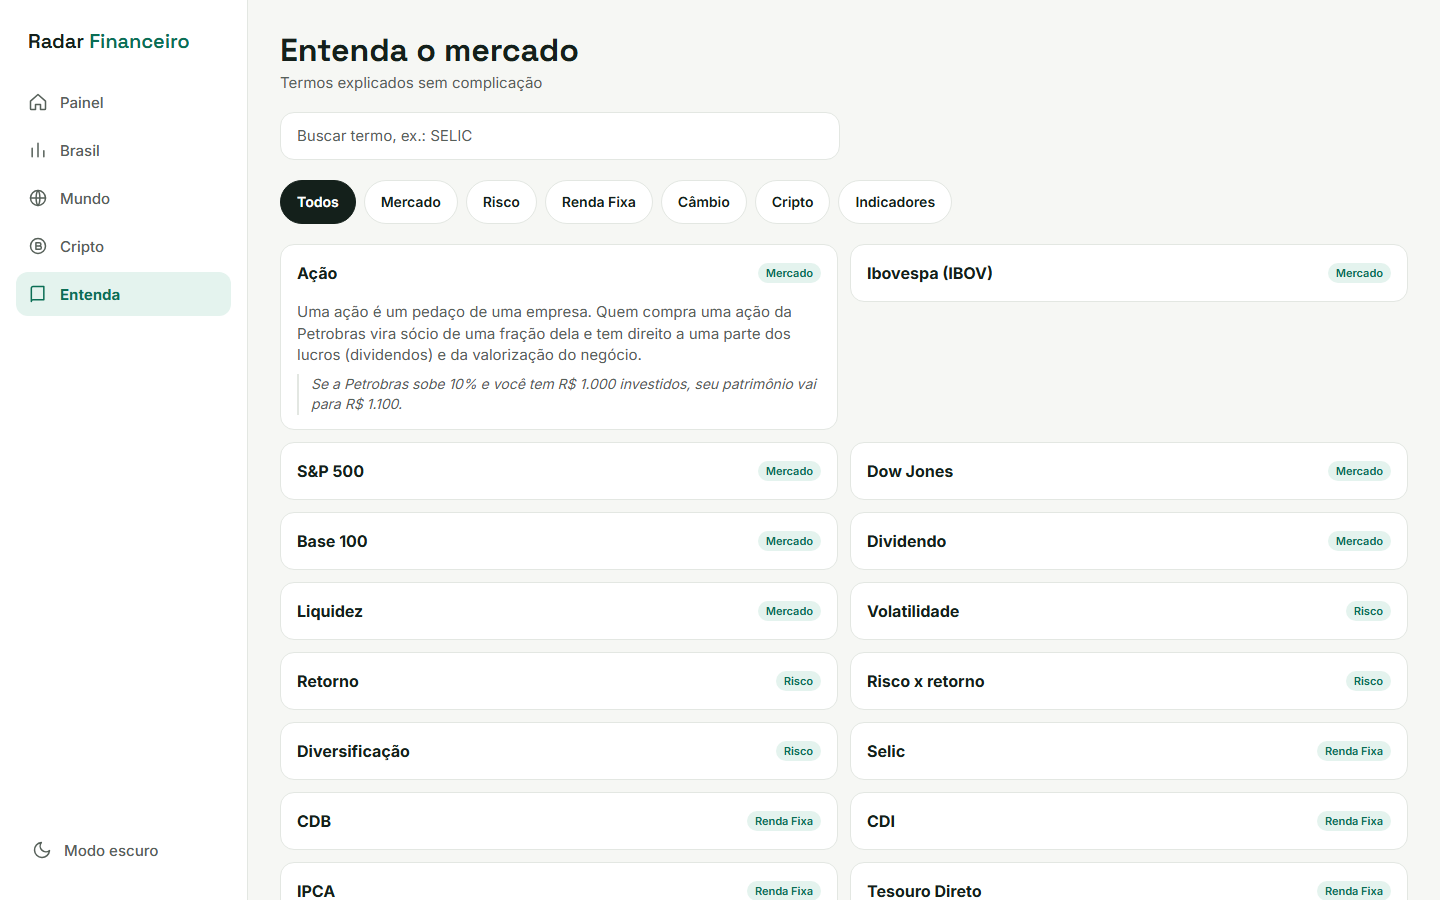 Radar Financeiro
Painel
Brasil
Mundo
Cripto
Entenda
Modo escuro
Entenda o mercado
Termos explicados sem complicação
Buscar termo, ex.: SELIC
Todos
Mercado
Risco
Renda Fixa
Câmbio
Cripto
Indicadores
Ação
Mercado
Uma ação é um pedaço de uma empresa. Quem compra uma ação da
Petrobras vira sócio de uma fração dela e tem direito a uma parte dos
lucros (dividendos) e da valorização do negócio.
Se a Petrobras sobe 10% e você tem R$ 1.000 investidos, seu patrimônio vai
para R$ 1.100.
Ibovespa (IBOV)
Mercado
S&P 500
Mercado
Dow Jones
Mercado
Base 100
Mercado
Dividendo
Mercado
Liquidez
Mercado
Volatilidade
Risco
Retorno
Risco
Risco x retorno
Risco
Diversificação
Risco
Selic
Renda Fixa
CDB
Renda Fixa
CDI
Renda Fixa
IPCA
Renda Fixa
Tesouro Direto
Renda Fixa